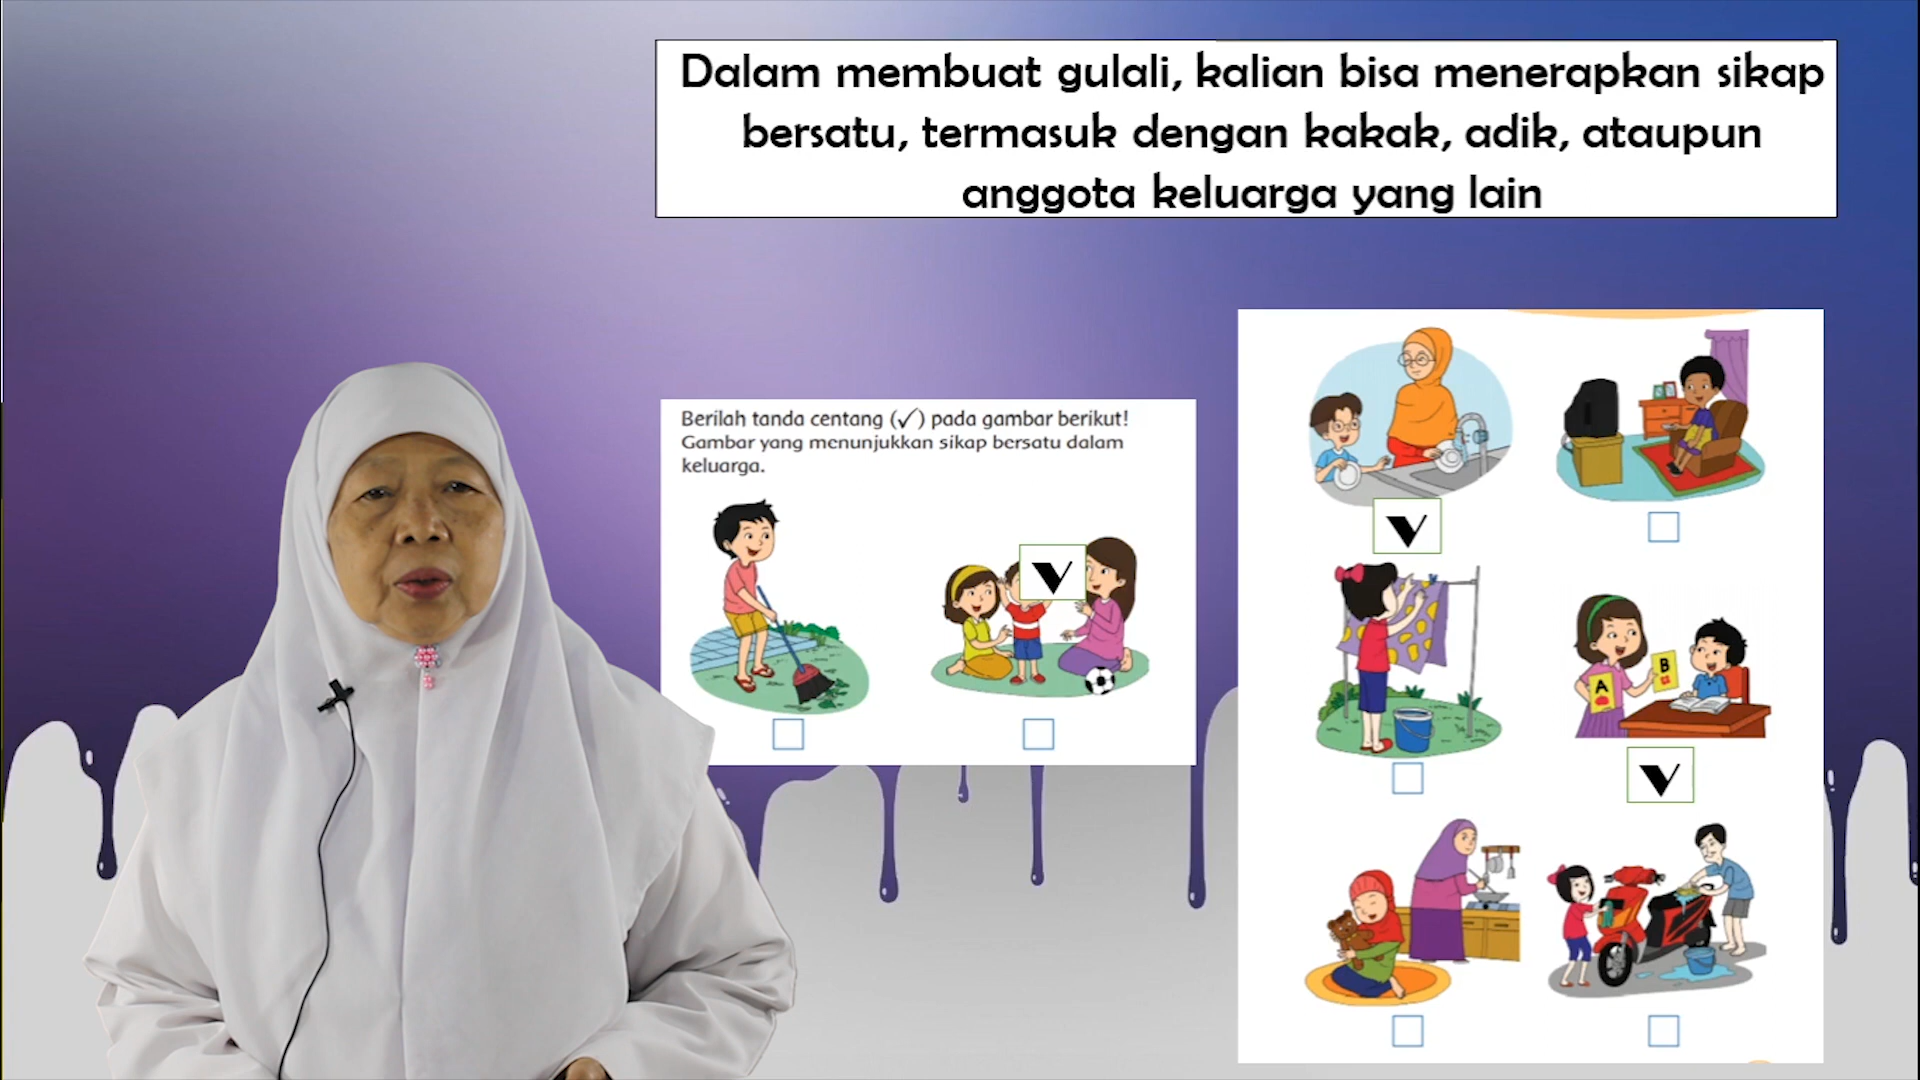 Dalam membuat gulali, kalian bisa menerapkan sikap
bersatu, termasuk dengan kakak, adik, ataupun
anggota keluarga yang lain
Berilah tanda centang (✓) pada gambar berikut!
Gambar yang menunjukkan sikap bersatu dalam
keluarga.
V
V
A
B
V